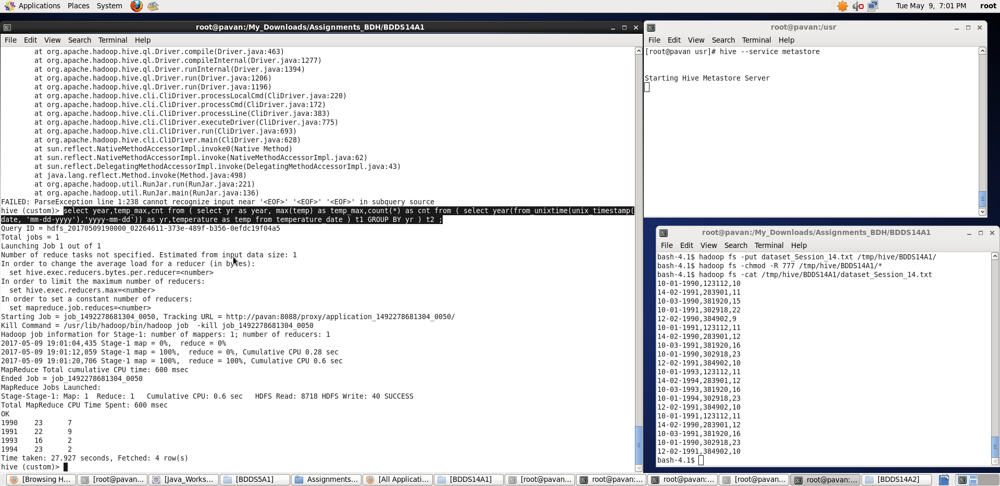 Applications Places System Tue May 9, 7:01 PM root
root@pavan:/My_Downloads/Assignments_BDH/BDDS14A1
File Edit View Search Terminal Help
at org.apache.hadoop.hive.ql.Driver.compile(Driver.java:463)
at org.apache.hadoop.hive.ql.Driver.compileInternal(Driver.java:1277)
at org.apache.hadoop.hive.ql.Driver.runInternal(Driver.java:1394)
at org.apache.hadoop.hive.ql.Driver.run(Driver.java:1206)
at org.apache.hadoop.hive.ql.Driver.run(Driver.java:1196)
at org.apache.hadoop.hive.cli.CliDriver.processLocalCmd(CliDriver.java:220)
at org.apache.hadoop.hive.cli.CliDriver.processCmd(CliDriver.java:172)
at org.apache.hadoop.hive.cli.CliDriver.processLine(CliDriver.java:383)
at org.apache.hadoop.hive.cli.CliDriver.executeDriver(CliDriver.java:775)
at org.apache.hadoop.hive.cli.CliDriver.run(CliDriver.java:693)
at org.apache.hadoop.hive.cli.CliDriver.main(CliDriver.java:628)
at sun.reflect.NativeMethodAccessorImpl.invoke0(Native Method)
at sun.reflect.NativeMethodAccessorImpl.invoke(NativeMethodAccessorImpl.java:62)
at sun.reflect.DelegatingMethodAccessorImpl.invoke(DelegatingMethodAccessorImpl.java:43)
at java.lang.reflect.Method.invoke(Method.java:498)
at org.apache.hadoop.util.RunJar.run(RunJar.java:221)
at org.apache.hadoop.util.RunJar.main(RunJar.java:136)
FAILED: ParseException line 1:238 cannot recognize input near '<EOF>' '<EOF>' '<EOF>' in subquery source
hive (custom)> select year,temp_max,cnt from ( select yr as year, max(temp) as temp_max,count(*) as cnt from ( select year(from_unixtime(unix_timestamp(
date, 'mm-dd-yyyy'),'yyyy-mm-dd')) as yr,temperature as temp from temperature_date ) t1 GROUP BY yr ) t2 ;
Query ID = hdfs_20170509190000_02264611-373e-489f-b356-0efdc19f04a5
Total jobs = 1
Launching Job 1 out of 1
Number of reduce tasks not specified. Estimated from input data size: 1
In order to change the average load for a reducer (in bytes):
set hive.exec.reducers.bytes.per.reducer=<number>
In order to limit the maximum number of reducers:
set hive.exec.reducers.max=<number>
In order to set a constant number of reducers:
set mapreduce.job.reduces=<number>
Starting Job = job_1492278681304_0050, Tracking URL = http://pavan:8088/proxy/application_1492278681304_0050/
Kill Command = /usr/lib/hadoop/bin/hadoop job  -kill job_1492278681304_0050
Hadoop job information for Stage-1: number of mappers: 1; number of reducers: 1
2017-05-09 19:01:04,435 Stage-1 map = 0%,  reduce = 0%
2017-05-09 19:01:12,059 Stage-1 map = 100%,  reduce = 0%, Cumulative CPU 0.28 sec
2017-05-09 19:01:20,706 Stage-1 map = 100%,  reduce = 100%, Cumulative CPU 0.6 sec
MapReduce Total cumulative CPU time: 600 msec
Ended Job = job_1492278681304_0050
MapReduce Jobs Launched:
Stage-Stage-1: Map: 1  Reduce: 1   Cumulative CPU: 0.6 sec   HDFS Read: 8718 HDFS Write: 40 SUCCESS
Total MapReduce CPU Time Spent: 600 msec
OK
1990 23 7
1991 22 9
1993 16 2
1994 23 2
Time taken: 27.927 seconds, Fetched: 4 row(s)
hive (custom)>
root@pavan:/usr
File Edit View Search Terminal Help
[root@pavan usr]# hive --service metastore
Starting Hive Metastore Server
root@pavan:/My_Downloads/Assignments_BDH/BDDS14A1
File Edit View Search Terminal Help
bash-4.1$ hadoop fs -put dataset_Session_14.txt /tmp/hive/BDDS14A1/
bash-4.1$ hadoop fs -chmod -R 777 /tmp/hive/BDDS14A1/*
bash-4.1$ hadoop fs -cat /tmp/hive/BDDS14A1/dataset_Session_14.txt
10-01-1990,123112,10
14-02-1991,283901,11
10-03-1990,381920,15
10-01-1991,302918,22
12-02-1990,384902,9
10-01-1991,123112,11
14-02-1990,283901,12
10-03-1991,381920,16
10-01-1990,302918,23
12-02-1991,384902,10
10-01-1993,123112,11
14-02-1994,283901,12
10-03-1993,381920,16
10-01-1994,302918,23
12-02-1991,384902,10
10-01-1991,123112,11
14-02-1990,283901,12
10-03-1991,381920,16
10-01-1990,302918,23
12-02-1991,384902,10
bash-4.1$
[Browsing H... [root@pavan... [Java_Works... [BDDS5A1] Assignments... [All Applicati... [BDDS14A1] [root@pavan... root@pavan:... root@pavan:... [root@pavan... root@pavan:... [BDDS14A2]